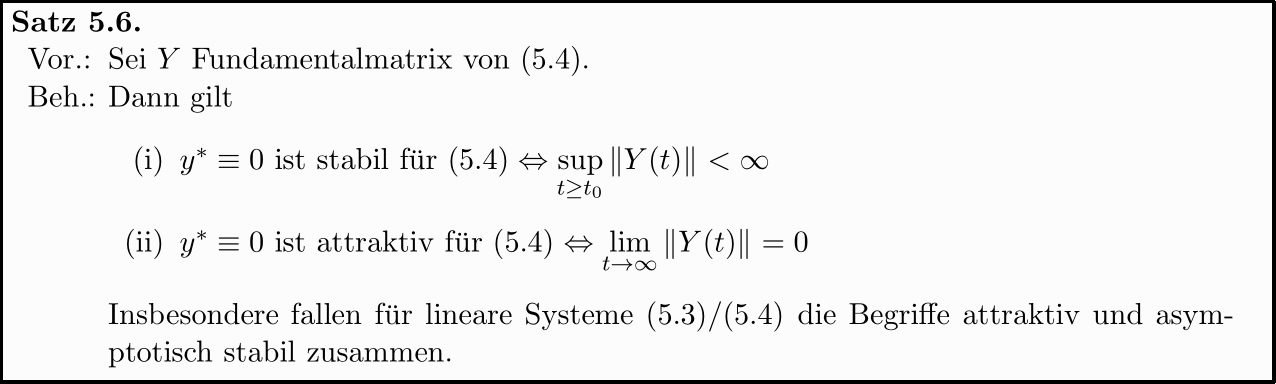 Satz 5.6.
Vor.: Sei Y Fundamentalmatrix von (5.4).
Beh.: Dann gilt
(i) y* ≡ 0 ist stabil für (5.4) ⇔ sup ‖Y(t)‖ < ∞
t≥t₀
(ii) y* ≡ 0 ist attraktiv für (5.4) ⇔ lim ‖Y(t)‖ = 0
t→∞
Insbesondere fallen für lineare Systeme (5.3)/(5.4) die Begriffe attraktiv und asym-
ptotisch stabil zusammen.